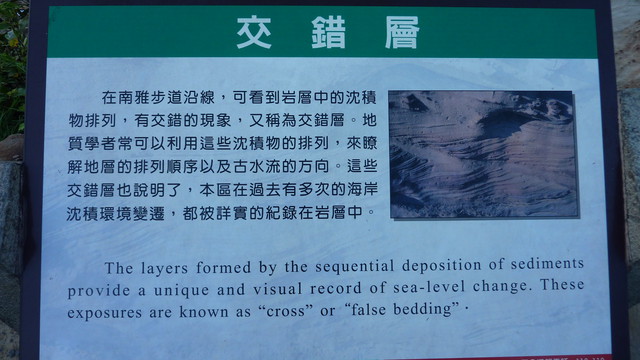 交錯層
在南雅步道沿線，可看到岩層中的沈積
物排列，有交錯的現象，又稱為交錯層。地
質學者常可以利用這些沈積物的排列，來瞭
解地層的排列順序以及古水流的方向。這些
交錯層也說明了，本區在過去有多次的海岸
沈積環境變遷，都被詳實的紀錄在岩層中。
The layers formed by the sequential deposition of sediments
provide a unique and visual record of sea-level change. These
exposures are known as “cross” or “false bedding”.